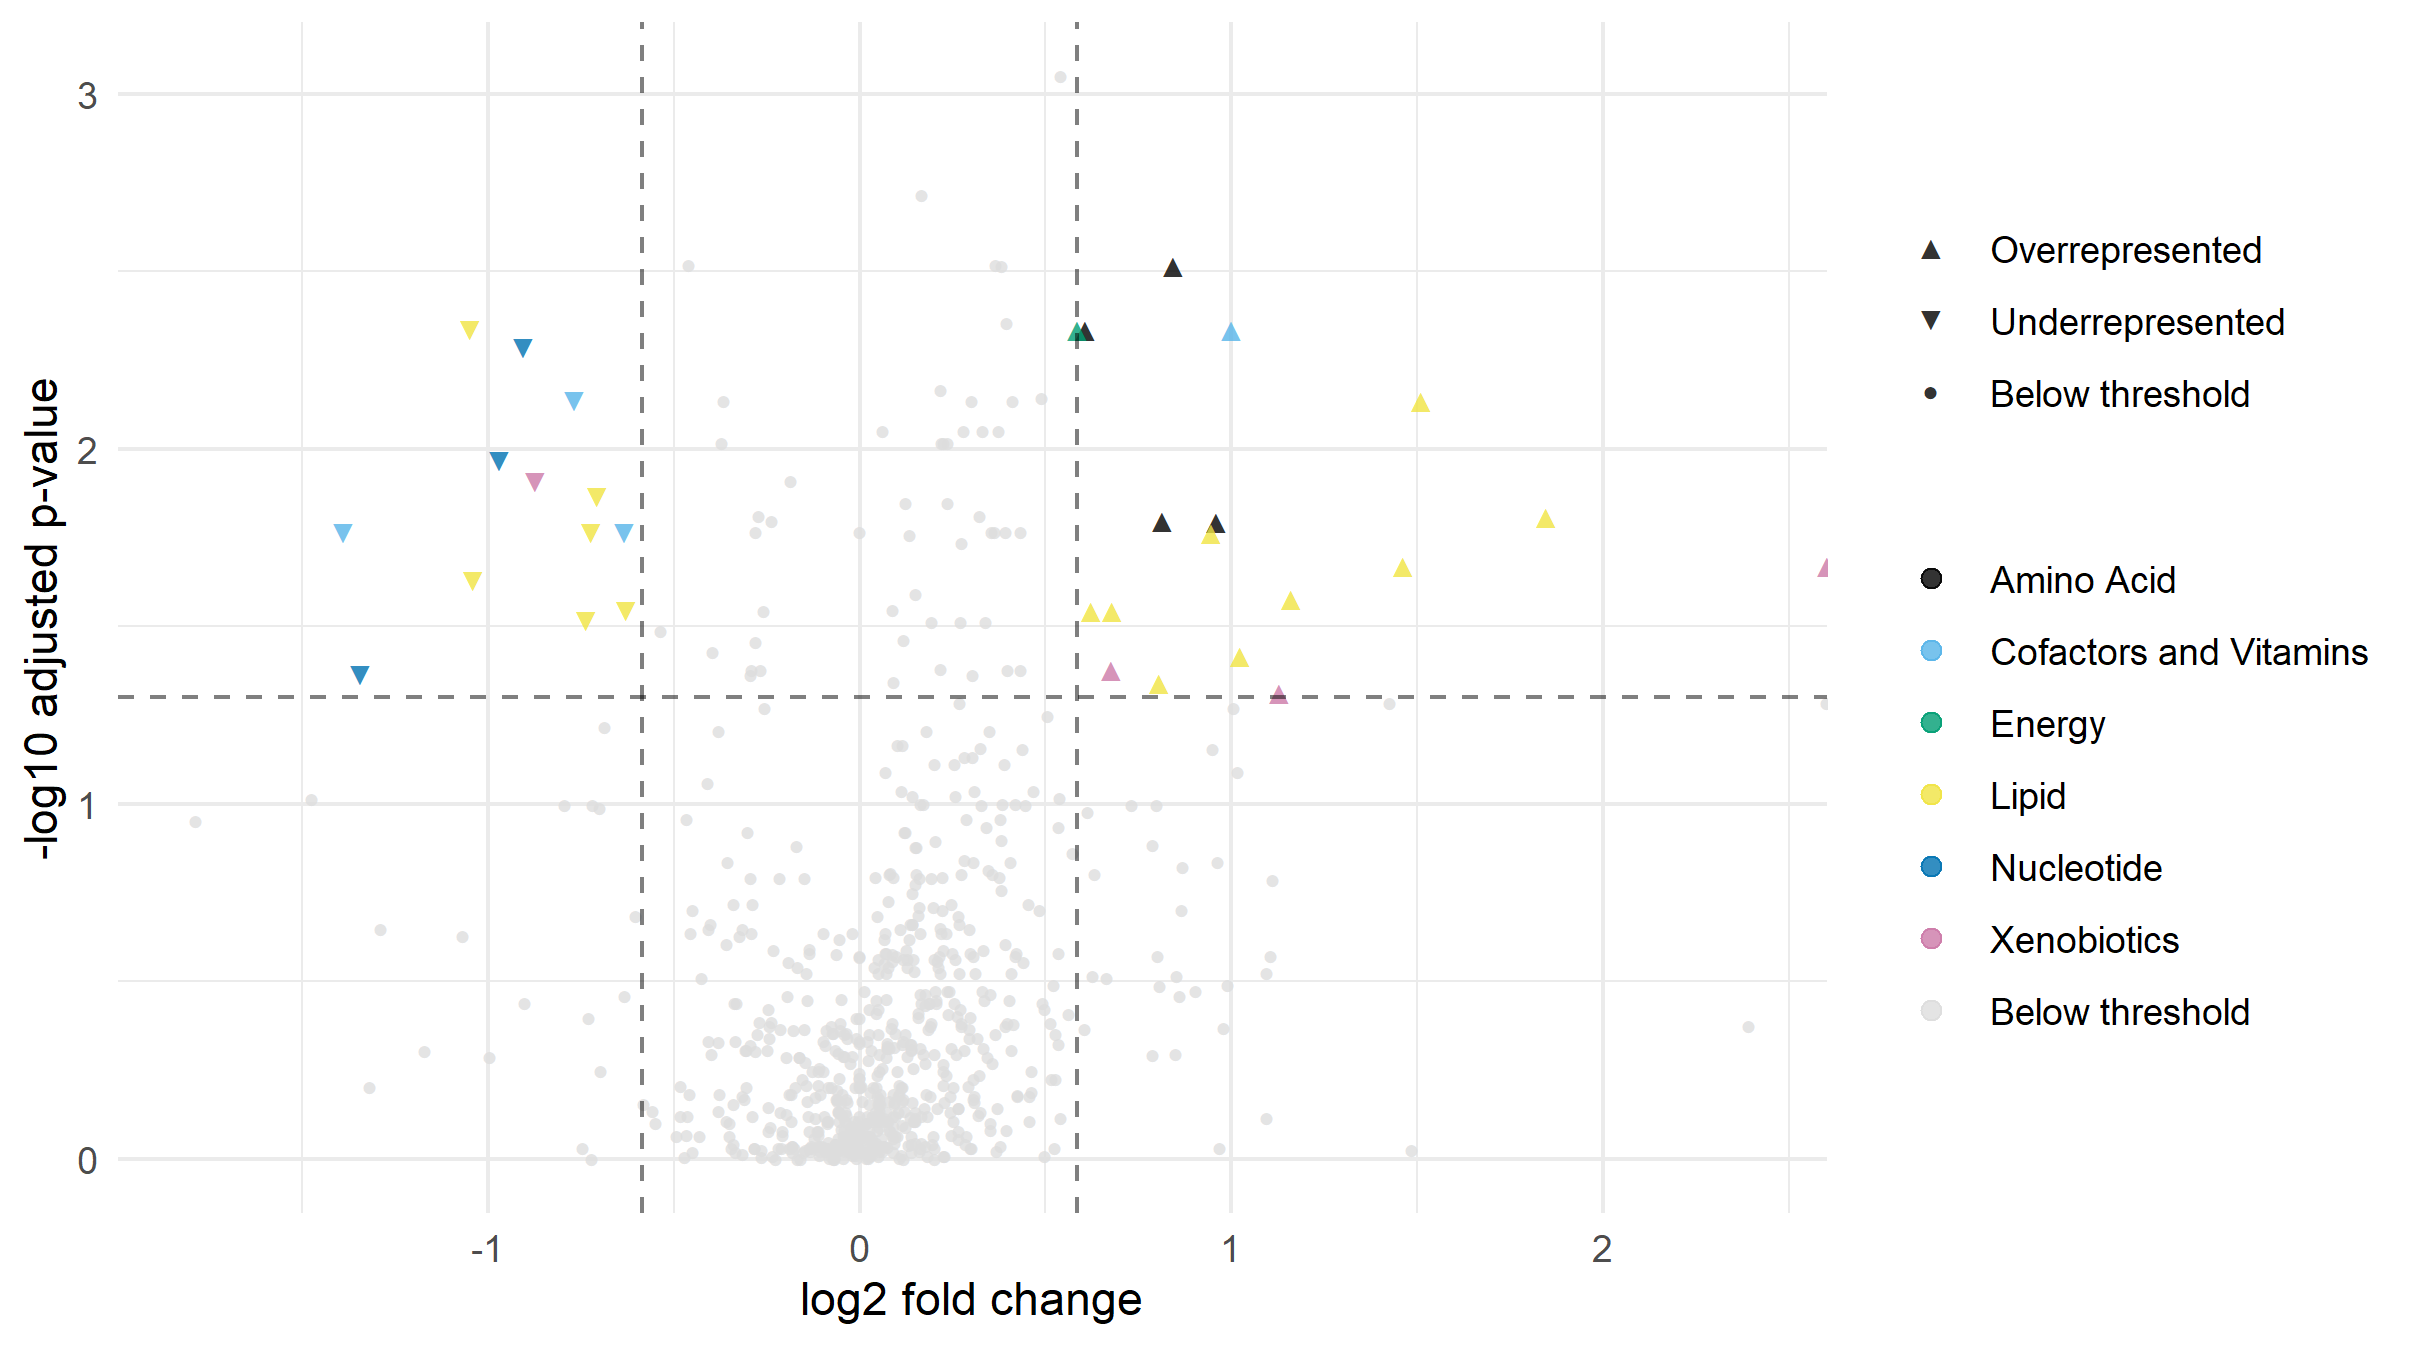 3
2
1
0
-log10 adjusted p-value
-1
0
1
2
log2 fold change
Overrepresented
Underrepresented
Below threshold
Amino Acid
Cofactors and Vitamins
Energy
Lipid
Nucleotide
Xenobiotics
Below threshold